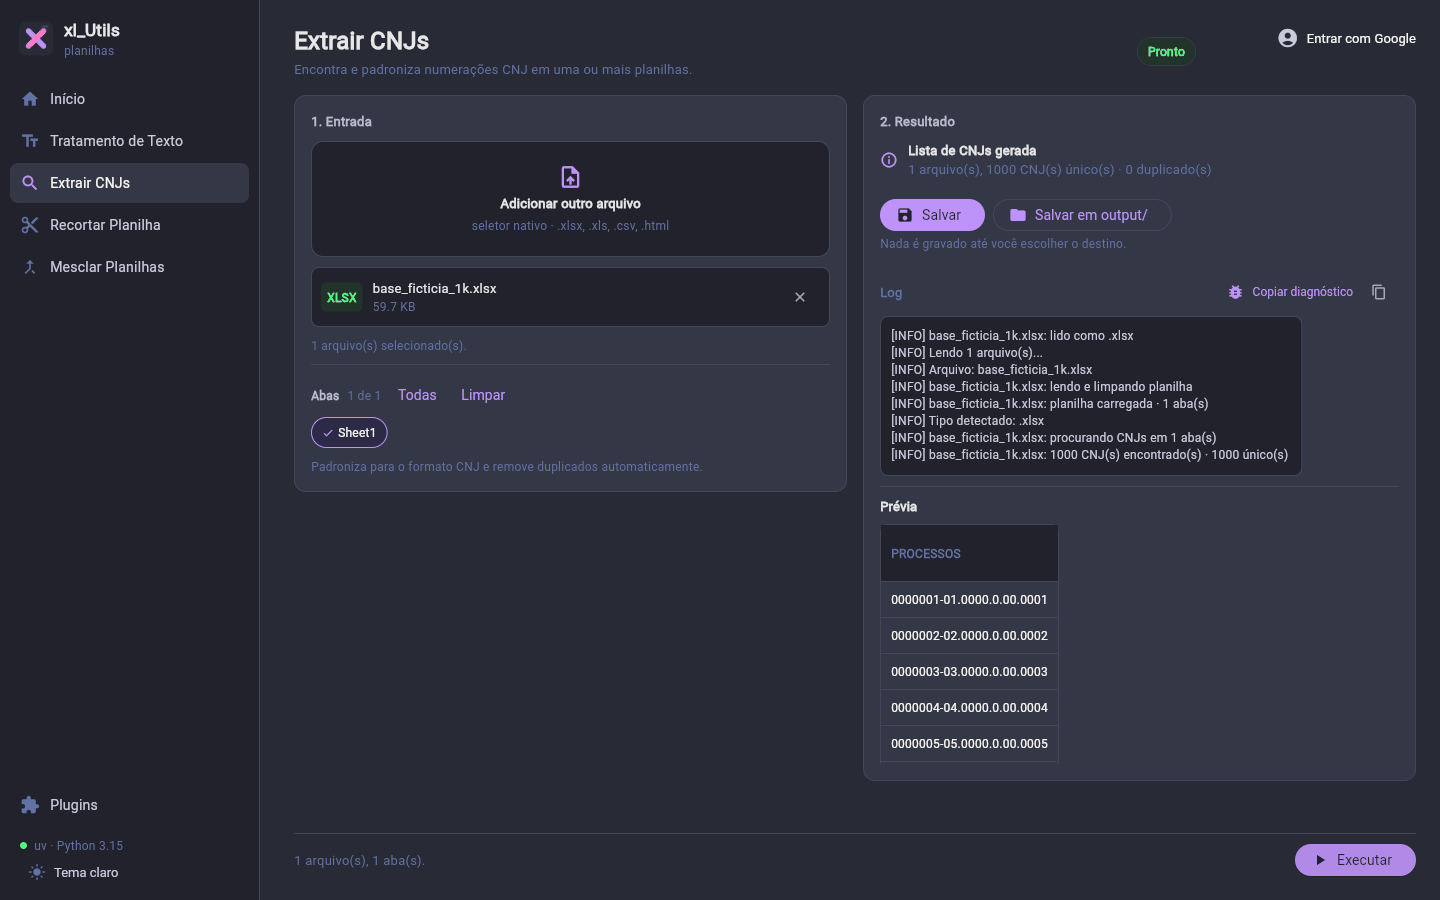 xl_Utils
planilhas
Início
Tratamento de Texto
Extrair CNJs
Recortar Planilha
Mesclar Planilhas
Plugins
uv · Python 3.15
Tema claro
Extrair CNJs
Encontra e padroniza numerações CNJ em uma ou mais planilhas.
Pronto
Entrar com Google
1. Entrada
Adicionar outro arquivo
seletor nativo · .xlsx, .xls, .csv, .html
XLSX
base_ficticia_1k.xlsx
59.7 KB
1 arquivo(s) selecionado(s).
Abas 1 de 1 Todas Limpar
Sheet1
Padroniza para o formato CNJ e remove duplicados automaticamente.
2. Resultado
Lista de CNJs gerada
1 arquivo(s), 1000 CNJ(s) único(s) · 0 duplicado(s)
Salvar
Salvar em output/
Nada é gravado até você escolher o destino.
Log
Copiar diagnóstico
[INFO] base_ficticia_1k.xlsx: lido como .xlsx
[INFO] Lendo 1 arquivo(s)...
[INFO] Arquivo: base_ficticia_1k.xlsx
[INFO] base_ficticia_1k.xlsx: lendo e limpando planilha
[INFO] base_ficticia_1k.xlsx: planilha carregada · 1 aba(s)
[INFO] Tipo detectado: .xlsx
[INFO] base_ficticia_1k.xlsx: procurando CNJs em 1 aba(s)
[INFO] base_ficticia_1k.xlsx: 1000 CNJ(s) encontrado(s) · 1000 único(s)
Prévia
PROCESSOS
0000001-01.0000.0.00.0001
0000002-02.0000.0.00.0002
0000003-03.0000.0.00.0003
0000004-04.0000.0.00.0004
0000005-05.0000.0.00.0005
1 arquivo(s), 1 aba(s).
Executar